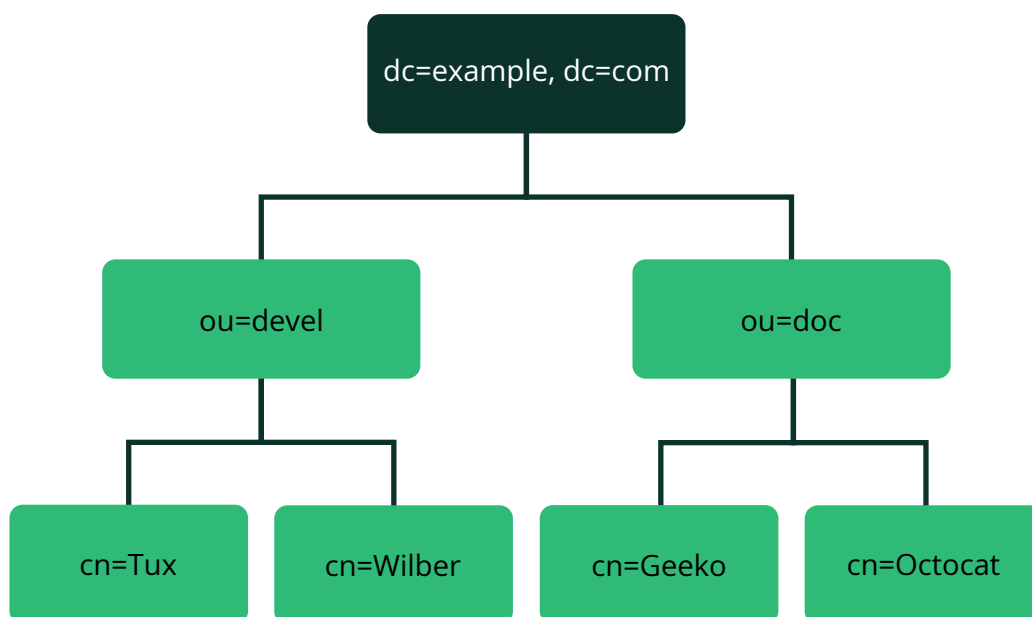 dc=example, dc=com
ou=devel
ou=doc
cn=Tux
cn=Wilber
cn=Geeko
cn=Octocat